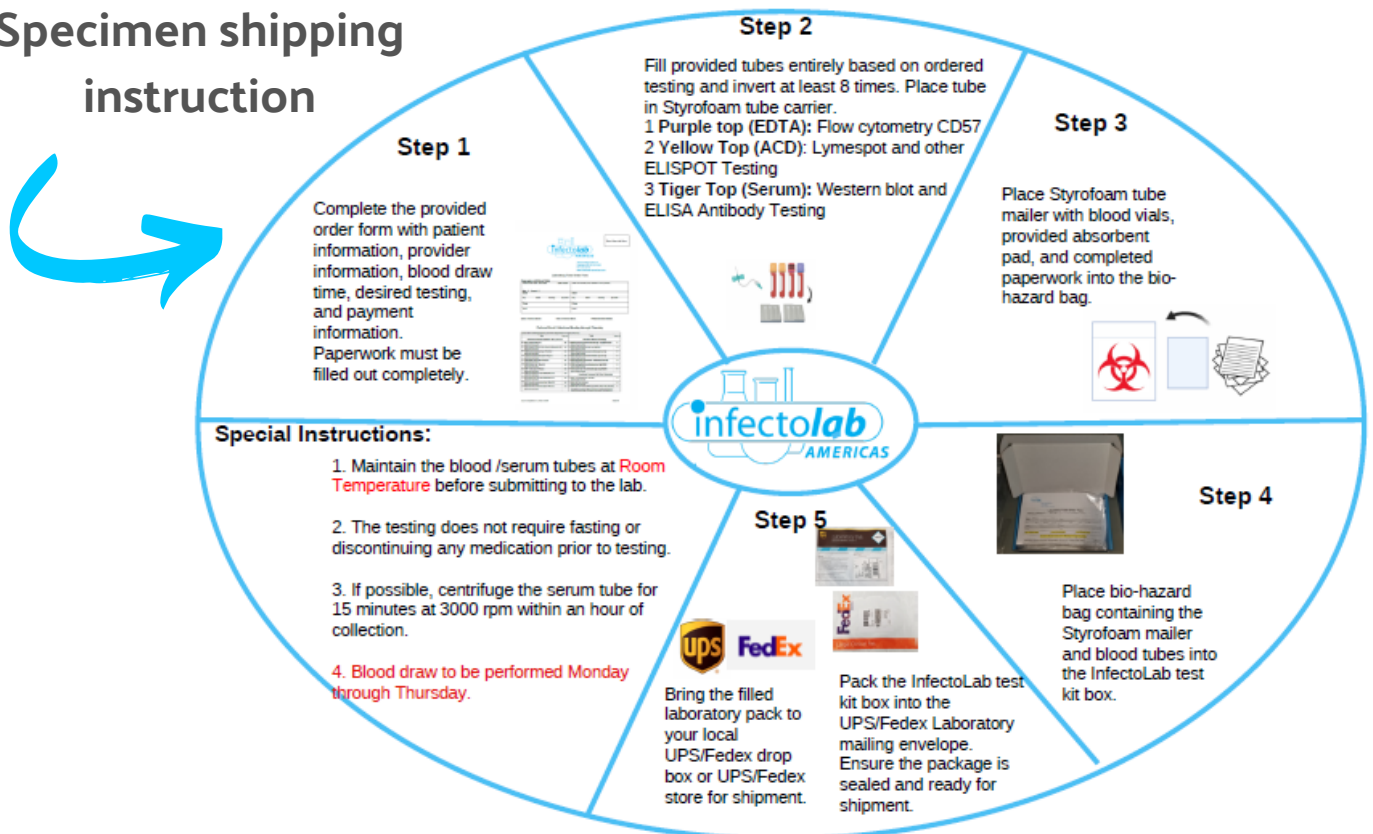 Specimen shipping
instruction
Step 1
Complete the provided
order form with patient
information, provider
information, blood draw
time, desired testing,
and payment
information.
Paperwork must be
filled out completely.
infectolab
AMERICAS
Step 2
Fill provided tubes entirely based on ordered
testing and invert at least 8 times. Place tube
in Styrofoam tube carrier.
1 Purple top (EDTA): Flow cytometry CD57
2 Yellow Top (ACD): Lymespot and other
ELISPOT Testing
3 Tiger Top (Serum): Western blot and
ELISA Antibody Testing
Step 3
Place Styrofoam tube
mailer with blood vials,
provided absorbent
pad, and completed
paperwork into the bio-
hazard bag.
infectolab
AMERICAS
Step 4
Place bio-hazard
bag containing the
Styrofoam mailer
and blood tubes into
the InfectoLab test
kit box.
Step 5
ups
FedEx
FedEx
Bring the filled
laboratory pack to
your local
UPS/Fedex drop
box or UPS/Fedex
store for shipment.
Pack the InfectoLab test
kit box into the
UPS/Fedex Laboratory
mailing envelope.
Ensure the package is
sealed and ready for
shipment.
Special Instructions:
1. Maintain the blood /serum tubes at Room
Temperature before submitting to the lab.
2. The testing does not require fasting or
discontinuing any medication prior to testing.
3. If possible, centrifuge the serum tube for
15 minutes at 3000 rpm within an hour of
collection.
4. Blood draw to be performed Monday
through Thursday.